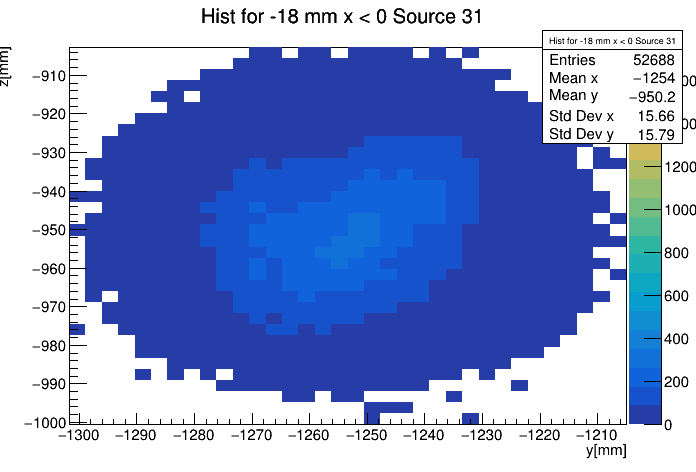 Hist for -18 mm x < 0 Source 31
z[mm]
Hist for -18 mm x < 0 Source 31
Entries 52688
Mean x −1254
Mean y −950.2
Std Dev x 15.66
Std Dev y 15.79
−910
−920
−930
−940
−950
−960
−970
−980
−990
−1000
−1300 −1290 −1280 −1270 −1260 −1250 −1240 −1230 −1220 −1210
y[mm]
1200
1000
800
600
400
200
0